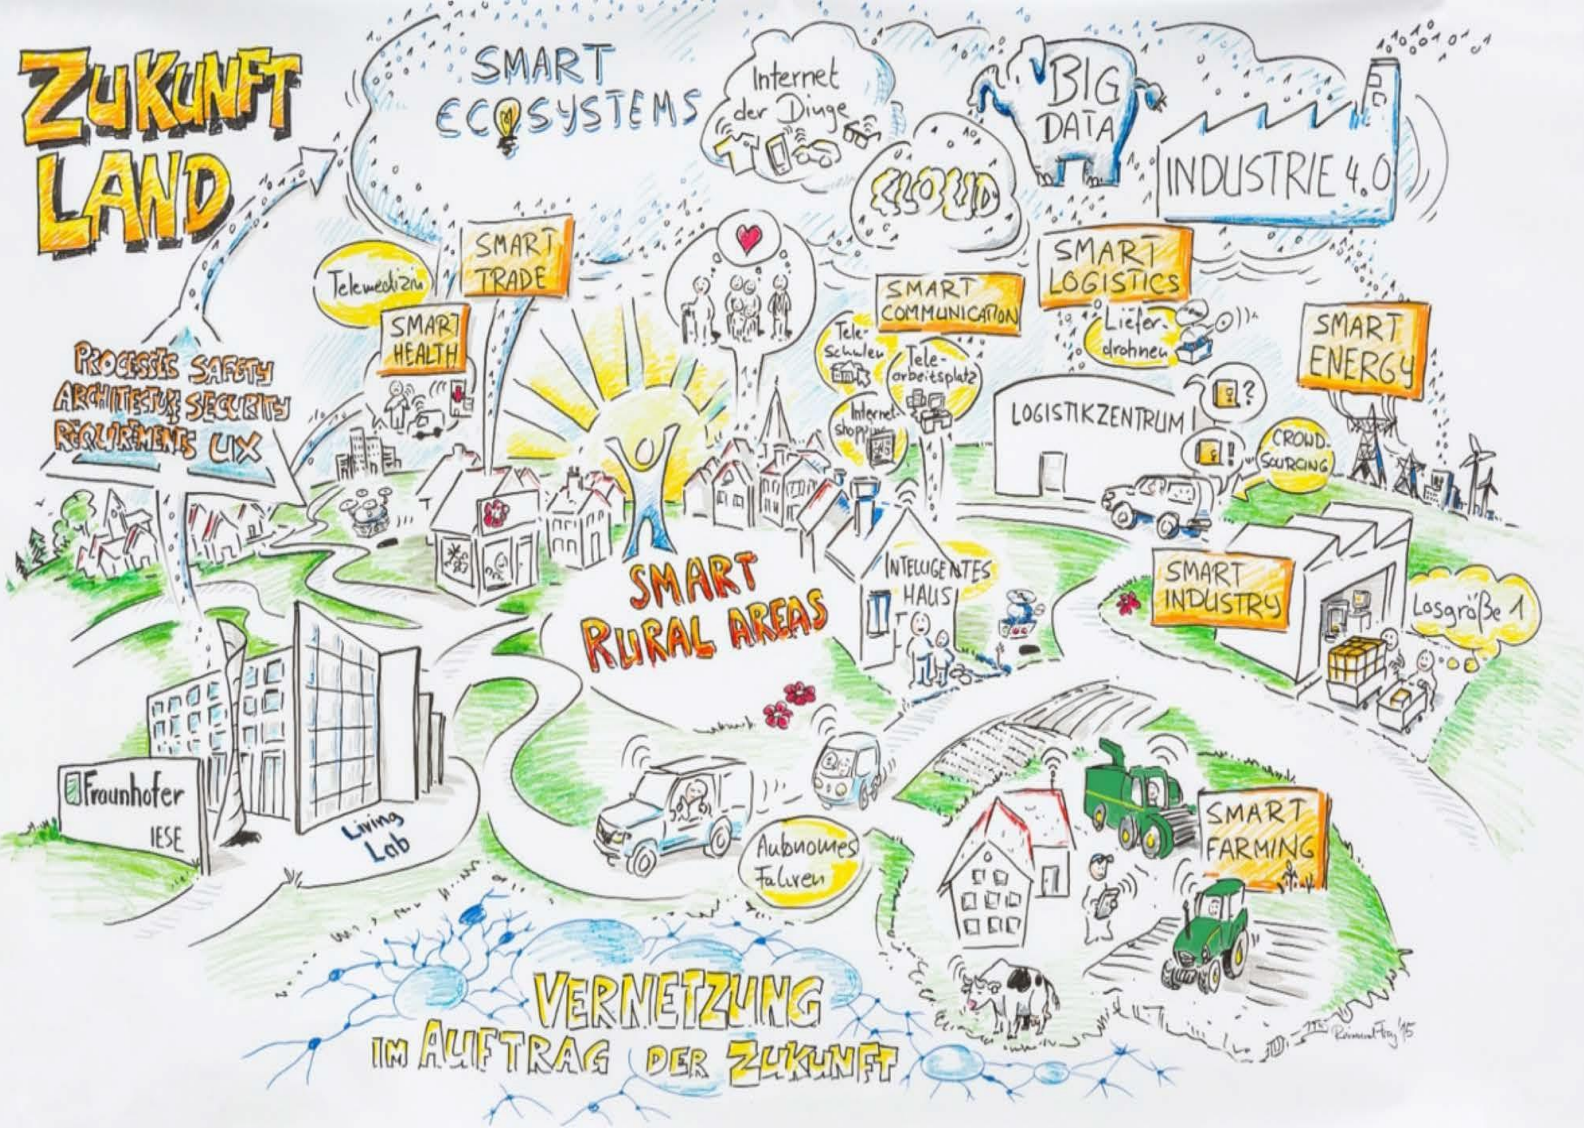 ZUKUNFT
LAND
SMART
ECOSYSTEMS
Internet
der Dinge
CLOUD
BIG
DATA
INDUSTRIE 4.0
Telemedizin
SMART
TRADE
SMART
HEALTH
SMART
COMMUNICATION
SMART
LOGISTICS
Liefer-
drohnen
SMART
ENERGY
PROCESSES SAFETY
ARCHITECTURE SECURITY
REQUIREMENTS UX
Tele-
Schulen
Tele-
arbeitsplatz
Internet-
shopping
LOGISTIKZENTRUM
?
!
CROWD-
SOURCING
INTELLIGENTES
HAUS
SMART
INDUSTRY
Losgröße 1
SMART
RURAL AREAS
Fraunhofer
IESE
Living
Lab
Autonomes
Fahren
SMART
FARMING
VERNETZUNG
IM AUFTRAG DER ZUKUNFT